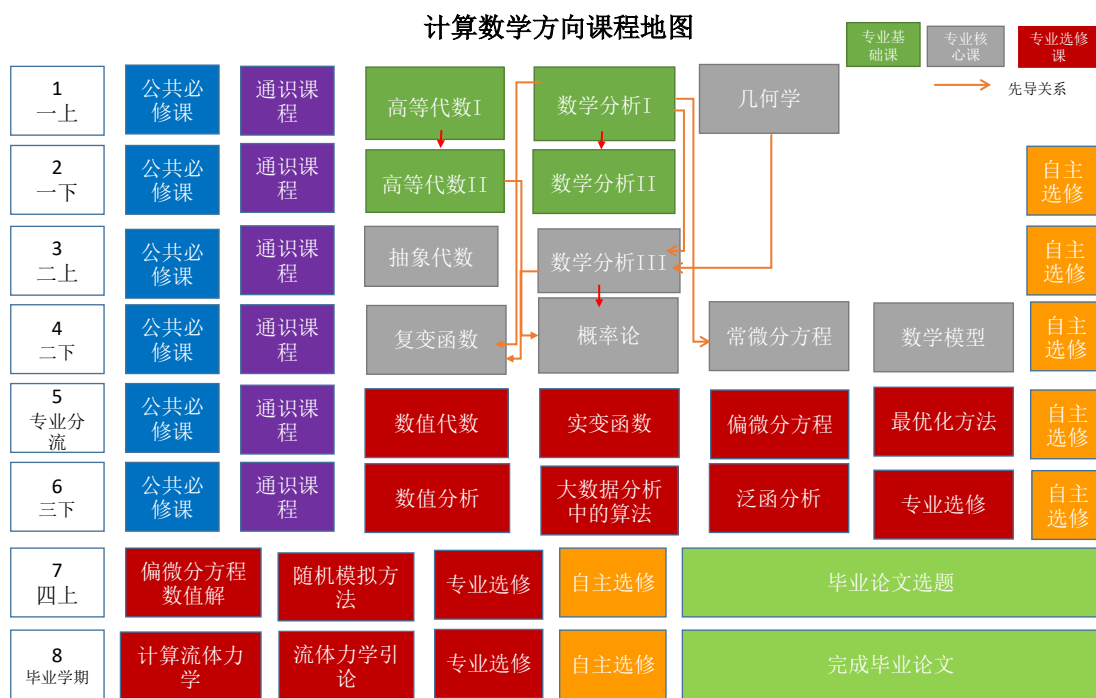 计算数学方向课程地图
专业基
础课
专业核
心课
专业选修
课
先导关系
1
一上
公共必
修课
通识课
程
高等代数I
数学分析I
几何学
2
一下
公共必
修课
通识课
程
高等代数II
数学分析II
自主
选修
3
二上
公共必
修课
通识课
程
抽象代数
数学分析III
自主
选修
4
二下
公共必
修课
通识课
程
复变函数
概率论
常微分方程
数学模型
自主
选修
5
专业分
流
公共必
修课
通识课
程
数值代数
实变函数
偏微分方程
最优化方法
自主
选修
6
三下
公共必
修课
通识课
程
数值分析
大数据分析
中的算法
泛函分析
专业选修
自主
选修
7
四上
偏微分方程
数值解
随机模拟方
法
专业选修
自主选修
毕业论文选题
8
毕业学期
计算流体力
学
流体力学引
论
专业选修
自主选修
完成毕业论文